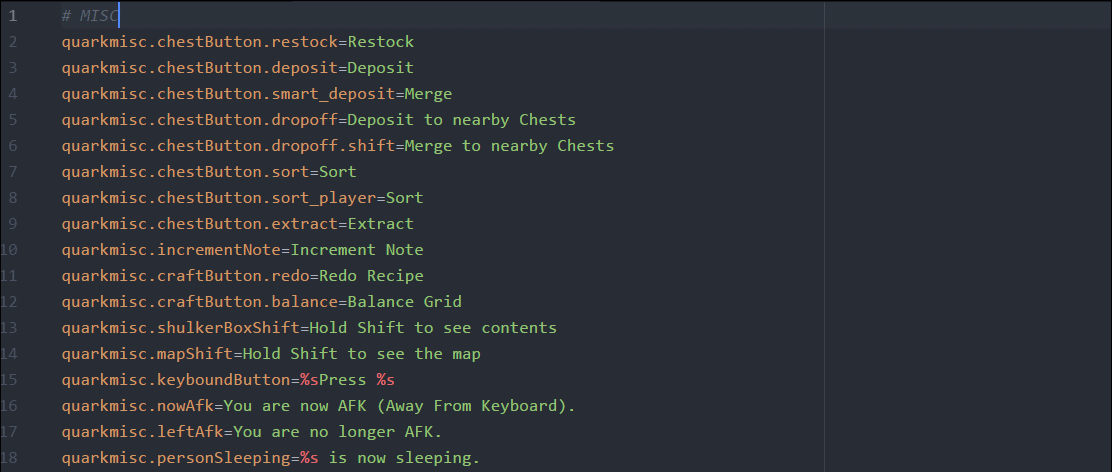 1 # MISC
2 quarkmisc.chestButton.restock=Restock
3 quarkmisc.chestButton.deposit=Deposit
4 quarkmisc.chestButton.smart_deposit=Merge
5 quarkmisc.chestButton.dropoff=Deposit to nearby Chests
6 quarkmisc.chestButton.dropoff.shift=Merge to nearby Chests
7 quarkmisc.chestButton.sort=Sort
8 quarkmisc.chestButton.sort_player=Sort
9 quarkmisc.chestButton.extract=Extract
10 quarkmisc.incrementNote=Increment Note
11 quarkmisc.craftButton.redo=Redo Recipe
12 quarkmisc.craftButton.balance=Balance Grid
13 quarkmisc.shulkerBoxShift=Hold Shift to see contents
14 quarkmisc.mapShift=Hold Shift to see the map
15 quarkmisc.keyboundButton=%sPress %s
16 quarkmisc.nowAfk=You are now AFK (Away From Keyboard).
17 quarkmisc.leftAfk=You are no longer AFK.
18 quarkmisc.personSleeping=%s is now sleeping.